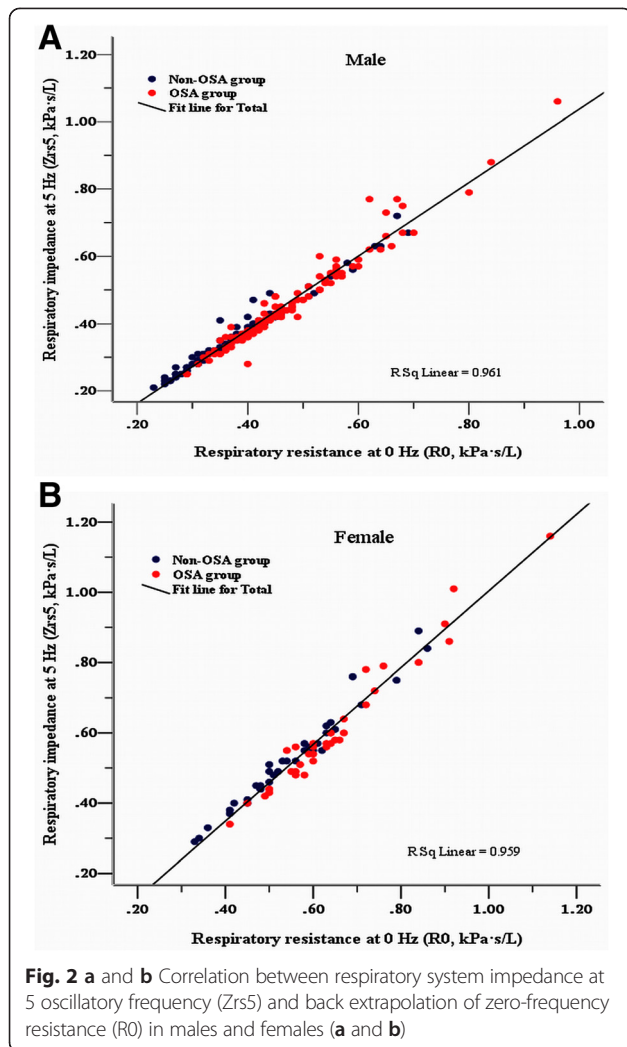 A
Male
Non-OSA group
OSA group
Fit line for Total
Respiratory impedance at 5 Hz (Zrs5, kPa·s/L)
1.20
1.00
.80
.60
.40
.20
R Sq Linear = 0.961
.20 .40 .60 .80 1.00
Respiratory resistance at 0 Hz (R0, kPa·s/L)
B
Female
Non-OSA group
OSA group
Fit line for Total
Respiratory impedance at 5 Hz (Zrs5, kPa·s/L)
1.20
1.00
.80
.60
.40
.20
R Sq Linear = 0.959
.20 .40 .60 .80 1.00 1.20
Respiratory resistance at 0 Hz (R0, kPa·s/L)
Fig. 2 a and b Correlation between respiratory system impedance at
5 oscillatory frequency (Zrs5) and back extrapolation of zero-frequency
resistance (R0) in males and females (a and b)